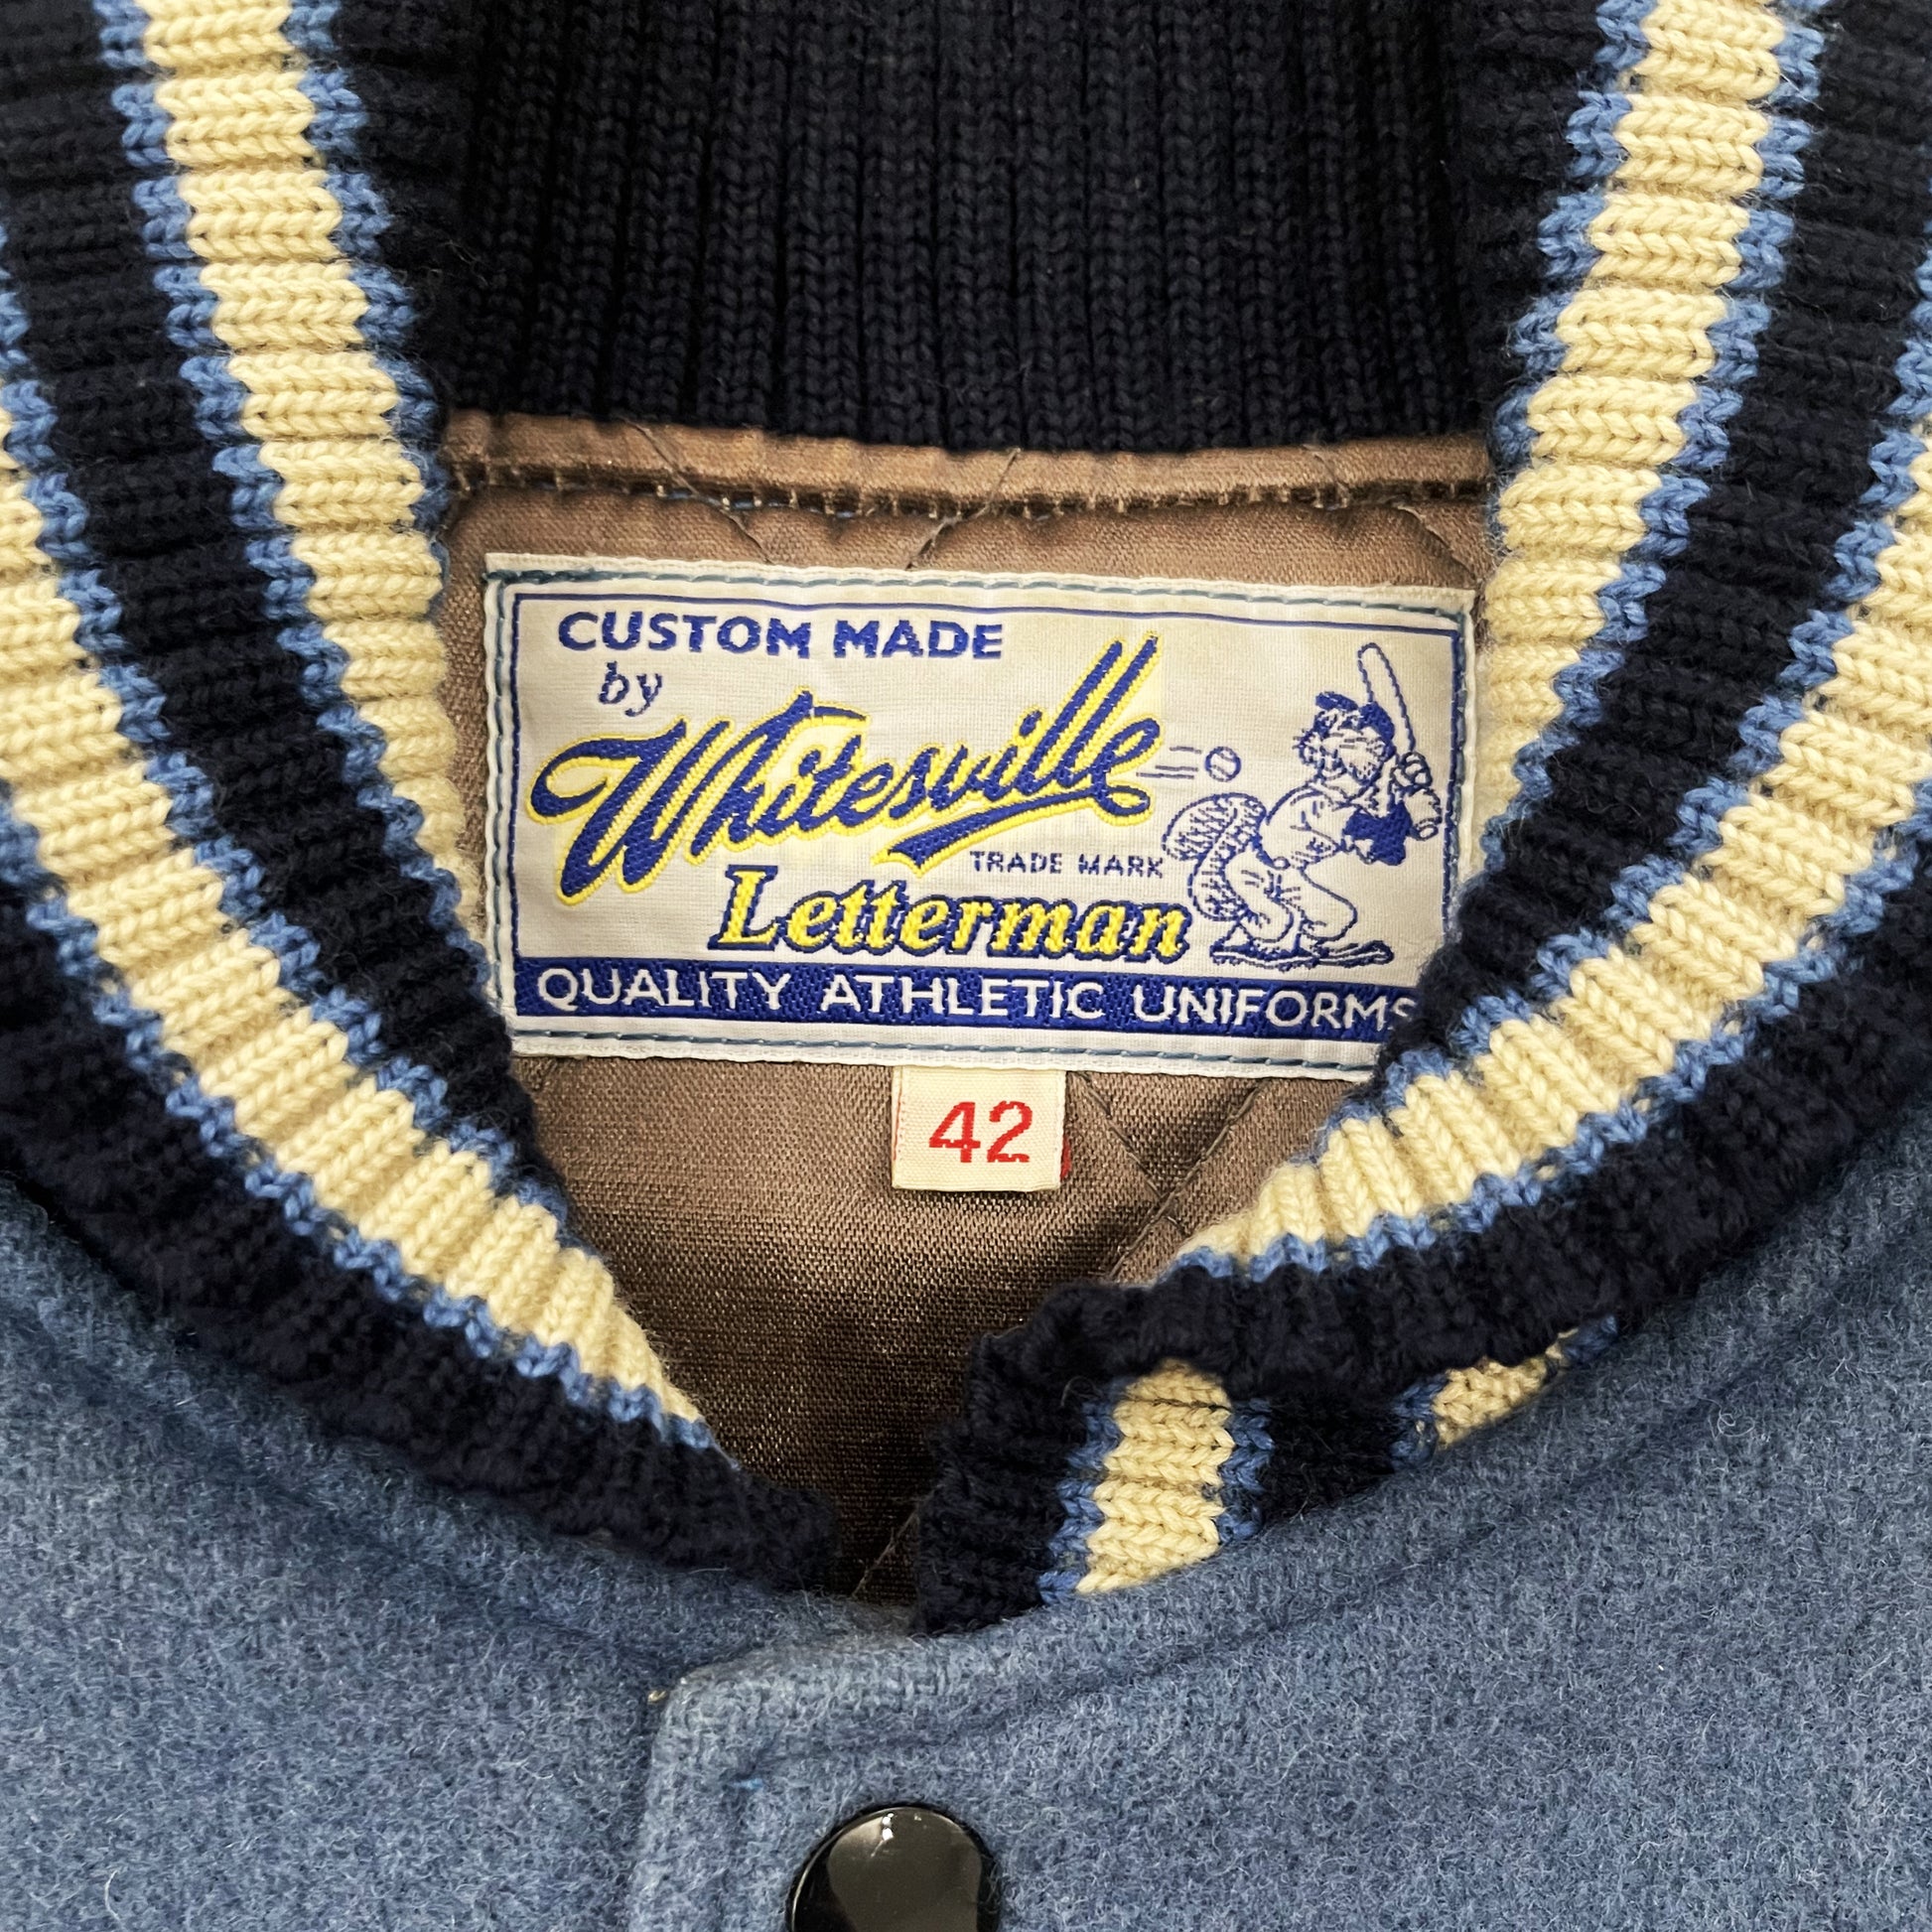 CUSTOM MADE
by
Whitesville
TRADE MARK
Letterman
QUALITY ATHLETIC UNIFORMS
42